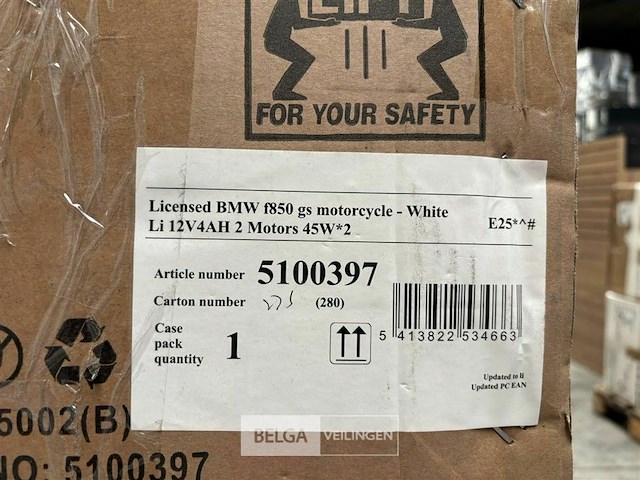 LIFT
FOR YOUR SAFETY
Licensed BMW f850 gs motorcycle - White
Li 12V4AH 2 Motors 45W*2
E25*^#
Article number 5100397
Carton number (280)
Case pack quantity 1
5 413822 534663
Updated to li
Updated PC EAN
5002(B)
NO: 5100397
BELGA VEILINGEN